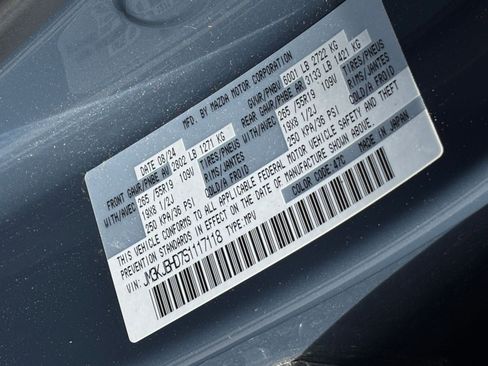 MFD. BY MAZDA MOTOR CORPORATION
DATE 08/24 GVWR/PNBV 6001 LB 2722 KG
FRONT GAWR/PNBE AV 2802 LB 1271 KG REAR GAWR/PNBE AR 3133 LB 1421 KG
WITH/AVEC 265/55R19 109V TIRES/PNEUS WITH/AVEC 265/55R19 109V TIRES/PNEUS
19X8 1/2J RIMS/JANTES 19X8 1/2J RIMS/JANTES
250 KPA/36 PSI COLD/A FROID 250 KPA/36 PSI COLD/A FROID
THIS VEHICLE CONFORMS TO ALL APPLICABLE FEDERAL MOTOR VEHICLE SAFETY, BUMPER, AND THEFT
PREVENTION STANDARDS IN EFFECT ON THE DATE OF MANUFACTURE SHOWN ABOVE.
VIN: JM3KJBHD7S1117118 TYPE: MPV COLOR CODE: 47C MADE IN JAPAN